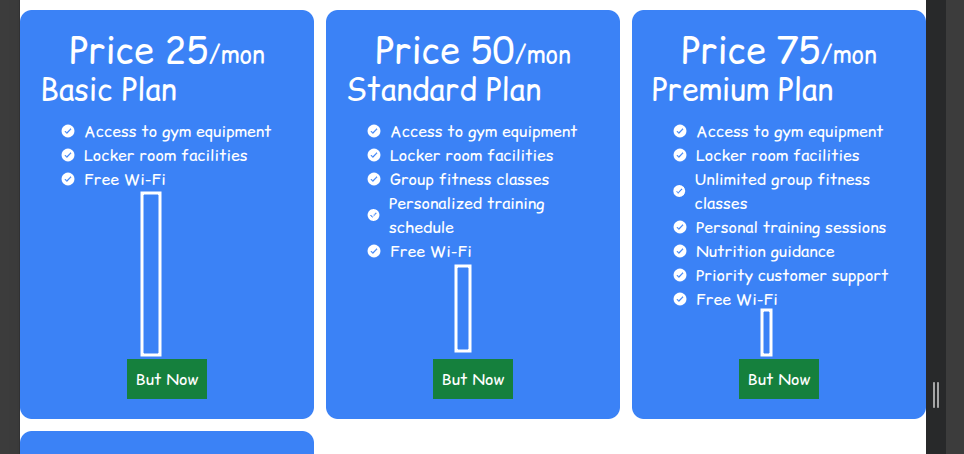 Price 25/mon
Basic Plan
Access to gym equipment
Locker room facilities
Free Wi-Fi
But Now
Price 50/mon
Standard Plan
Access to gym equipment
Locker room facilities
Group fitness classes
Personalized training
schedule
Free Wi-Fi
But Now
Price 75/mon
Premium Plan
Access to gym equipment
Locker room facilities
Unlimited group fitness
classes
Personal training sessions
Nutrition guidance
Priority customer support
Free Wi-Fi
But Now